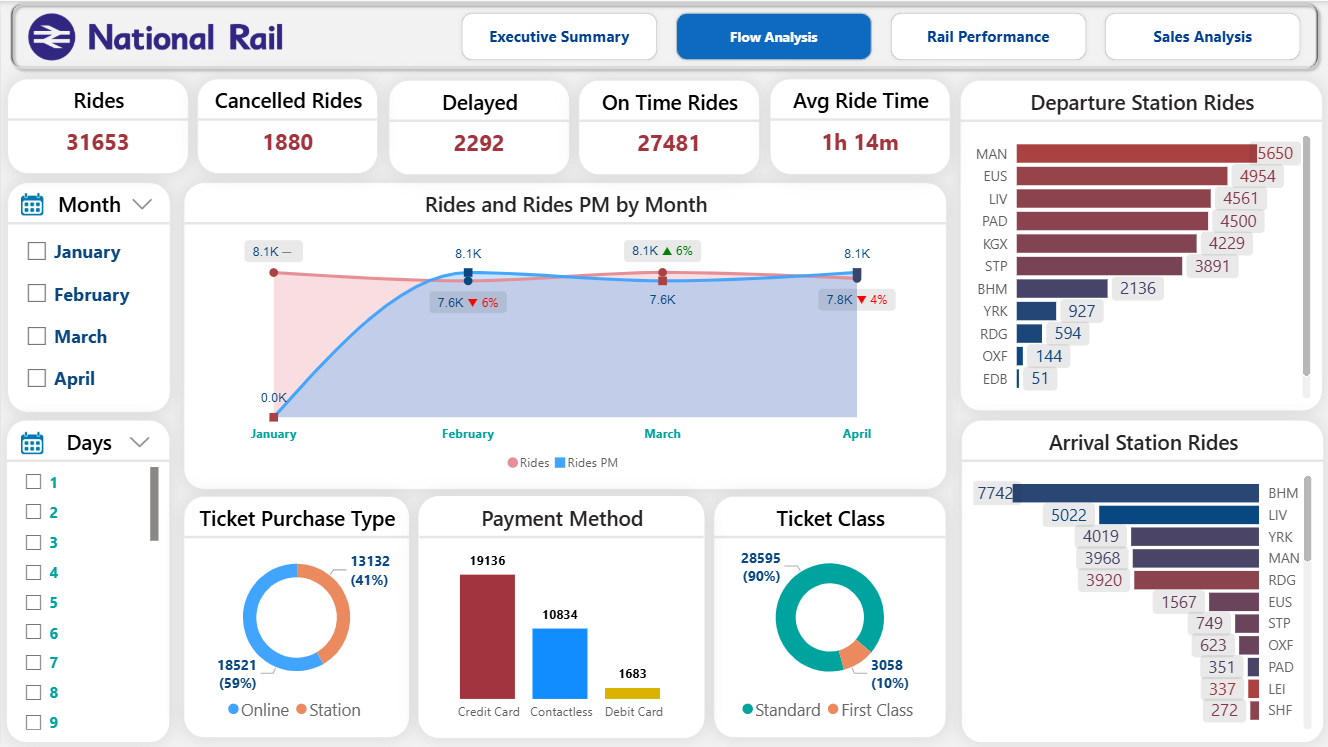 National Rail
Executive Summary
Flow Analysis
Rail Performance
Sales Analysis
Rides
31653
Cancelled Rides
1880
Delayed
2292
On Time Rides
27481
Avg Ride Time
1h 14m
Month
January
February
March
April
Days
1
2
3
4
5
6
7
8
9
Rides and Rides PM by Month
8.1K —
8.1K
8.1K ▲ 6%
8.1K
7.6K ▼ 6%
7.6K
7.8K ▼ 4%
0.0K
January February March April
Rides Rides PM
Ticket Purchase Type
13132
(41%)
18521
(59%)
Online Station
Payment Method
19136
10834
1683
Credit Card Contactless Debit Card
Ticket Class
28595
(90%)
3058
(10%)
Standard First Class
Departure Station Rides
MAN 5650
EUS 4954
LIV 4561
PAD 4500
KGX 4229
STP 3891
BHM 2136
YRK 927
RDG 594
OXF 144
EDB 51
Arrival Station Rides
7742 BHM
5022 LIV
4019 YRK
3968 MAN
3920 RDG
1567 EUS
749 STP
623 OXF
351 PAD
337 LEI
272 SHF